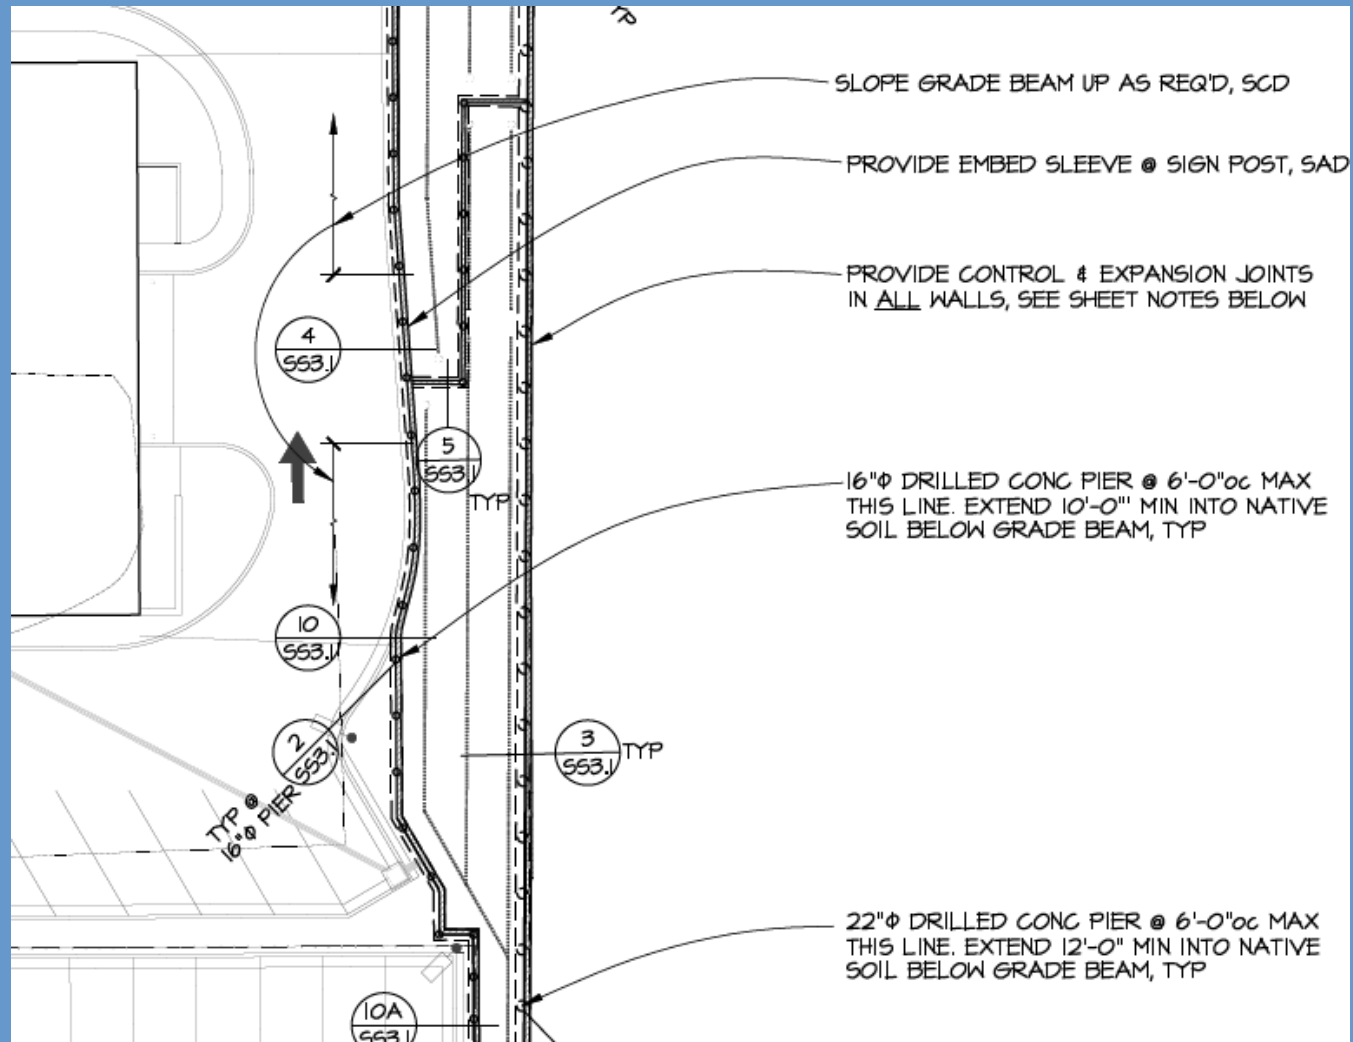 YP
SLOPE GRADE BEAM UP AS REQ'D, SCD
PROVIDE EMBED SLEEVE @ SIGN POST, SAD
PROVIDE CONTROL & EXPANSION JOINTS
IN ALL WALLS, SEE SHEET NOTES BELOW
4
SS3.1
5
SS3.1
TYP
16"Φ DRILLED CONC PIER @ 6'-0"oc MAX
THIS LINE. EXTEND 10'-0"' MIN INTO NATIVE
SOIL BELOW GRADE BEAM, TYP
10
SS3.1
2
SS3.1
TYP @
16"Φ PIER
3
SS3.1
TYP
22"Φ DRILLED CONC PIER @ 6'-0"oc MAX
THIS LINE. EXTEND 12'-0" MIN INTO NATIVE
SOIL BELOW GRADE BEAM, TYP
10A
SS3.1